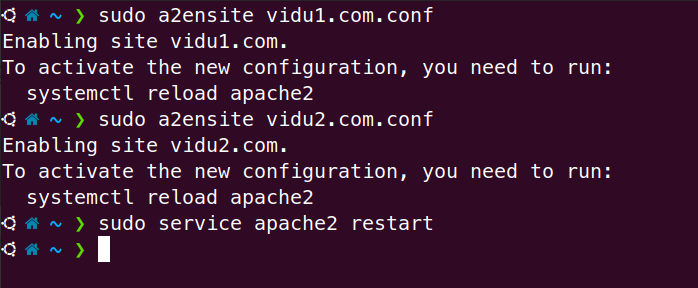 ~ ❯ sudo a2ensite vidu1.com.conf
Enabling site vidu1.com.
To activate the new configuration, you need to run:
  systemctl reload apache2
~ ❯ sudo a2ensite vidu2.com.conf
Enabling site vidu2.com.
To activate the new configuration, you need to run:
  systemctl reload apache2
~ ❯ sudo service apache2 restart
~ ❯